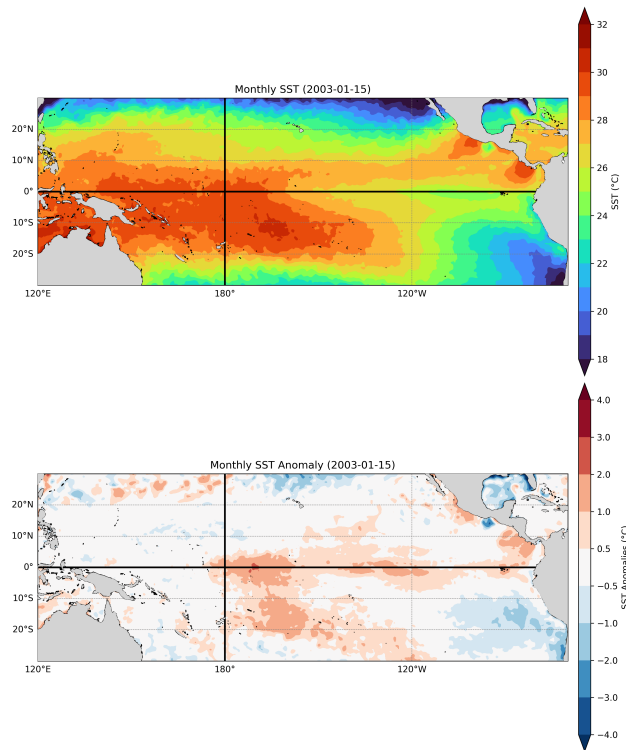 Monthly SST (2003-01-15)
20°N
10°N
0°
10°S
20°S
120°E
180°
120°W
32
30
28
26
24
22
20
18
SST (°C)
Monthly SST Anomaly (2003-01-15)
20°N
10°N
0°
10°S
20°S
120°E
180°
120°W
4.0
3.0
2.0
1.0
0.5
−0.5
−1.0
−2.0
−3.0
−4.0
SST Anomalies (°C)